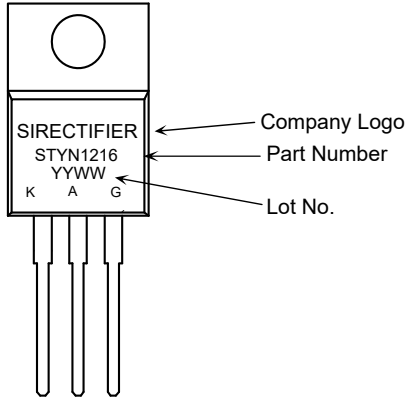 SIRECTIFIER
STYN1216
YYWW
K A G
Company Logo
Part Number
Lot No.